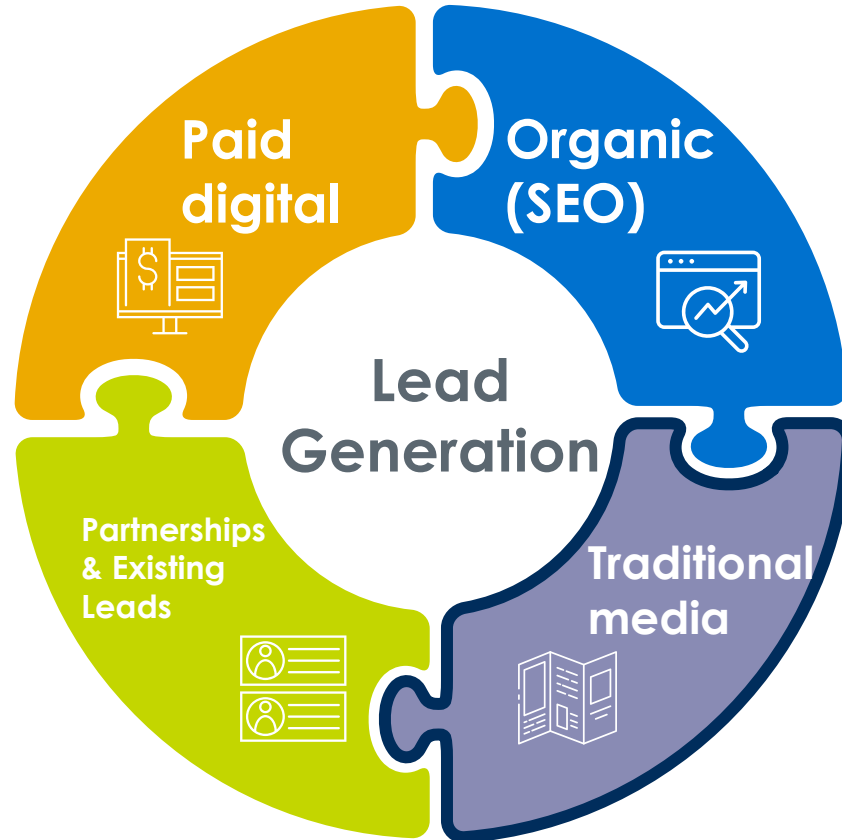 Paid
digital
Organic
(SEO)
$
Lead
Generation
Partnerships
& Existing
Leads
Traditional
media